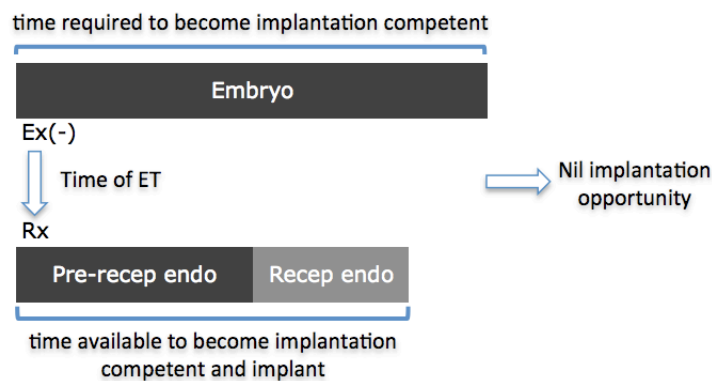 time required to become implantation competent
Embryo
Ex(-)
Time of ET
Nil implantation
opportunity
Rx
Pre-recep endo
Recep endo
time available to become implantation
competent and implant